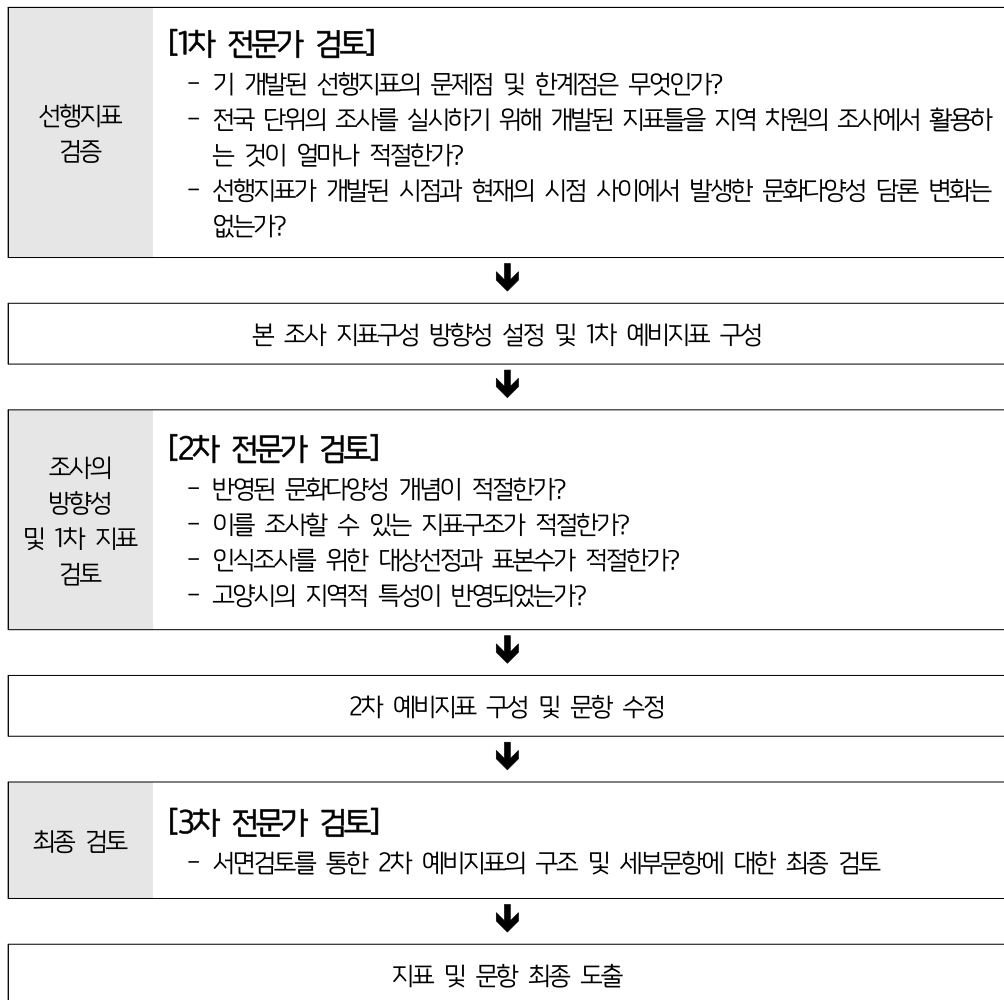 선행지표
검증
[1차 전문가 검토]
- 기 개발된 선행지표의 문제점 및 한계점은 무엇인가?
- 전국 단위의 조사를 실시하기 위해 개발된 지표틀을 지역 차원의 조사에서 활용하
는 것이 얼마나 적절한가?
- 선행지표가 개발된 시점과 현재의 시점 사이에서 발생한 문화다양성 담론 변화는
없는가?
본 조사 지표구성 방향성 설정 및 1차 예비지표 구성
조사의
방향성
및 1차 지표
검토
[2차 전문가 검토]
- 반영된 문화다양성 개념이 적절한가?
- 이를 조사할 수 있는 지표구조가 적절한가?
- 인식조사를 위한 대상선정과 표본수가 적절한가?
- 고양시의 지역적 특성이 반영되었는가?
2차 예비지표 구성 및 문항 수정
최종 검토
[3차 전문가 검토]
- 서면검토를 통한 2차 예비지표의 구조 및 세부문항에 대한 최종 검토
지표 및 문항 최종 도출